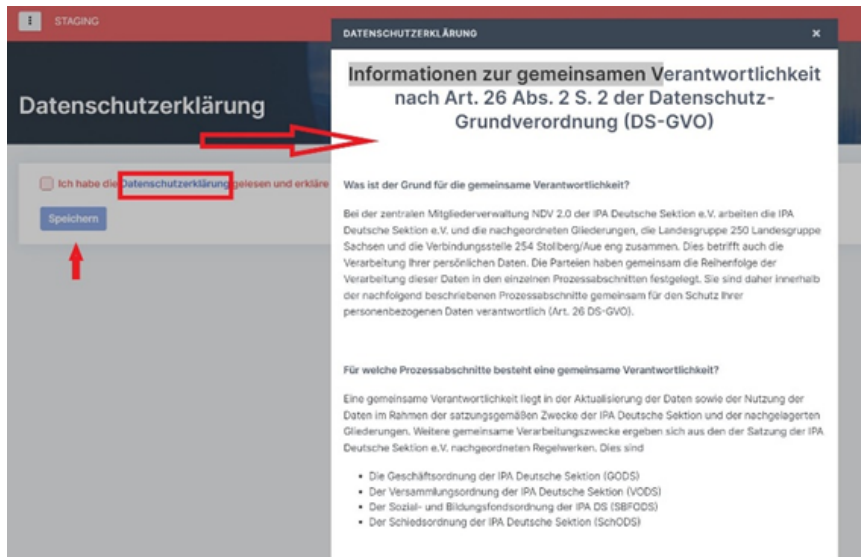 STAGING
Datenschutzerklärung
Ich habe die Datenschutzerklärung gelesen und erkläre
Speichern
DATENSCHUTZERKLÄRUNG
Informationen zur gemeinsamen Verantwortlichkeit
nach Art. 26 Abs. 2 S. 2 der Datenschutz-
Grundverordnung (DS-GVO)
Was ist der Grund für die gemeinsame Verantwortlichkeit?
Bei der zentralen Mitgliederverwaltung NDV 2.0 der IPA Deutsche Sektion e.V. arbeiten die IPA
Deutsche Sektion e.V. und die nachgeordneten Gliederungen, die Landesgruppe 250 Landesgruppe
Sachsen und die Verbindungsstelle 254 Stollberg/Aue eng zusammen. Dies betrifft auch die
Verarbeitung Ihrer persönlichen Daten. Die Parteien haben gemeinsam die Reihenfolge der
Verarbeitung dieser Daten in den einzelnen Prozessabschnitten festgelegt. Sie sind daher innerhalb
der nachfolgend beschriebenen Prozessabschnitte gemeinsam für den Schutz Ihrer
personenbezogenen Daten verantwortlich (Art. 26 DS-GVO).
Für welche Prozessabschnitte besteht eine gemeinsame Verantwortlichkeit?
Eine gemeinsame Verantwortlichkeit liegt in der Aktualisierung der Daten sowie der Nutzung der
Daten im Rahmen der satzungsgemäßen Zwecke der IPA Deutsche Sektion und der nachgelagerten
Gliederungen. Weitere gemeinsame Verarbeitungszwecke ergeben sich aus den der Satzung der IPA
Deutsche Sektion e.V. nachgeordneten Regelwerken. Dies sind
• Die Geschäftsordnung der IPA Deutsche Sektion (GODS)
• Der Versammlungsordnung der IPA Deutsche Sektion (VODS)
• Der Sozial- und Bildungsfondsordnung der IPA DS (SBFODS)
• Der Schiedsordnung der IPA Deutsche Sektion (SchODS)